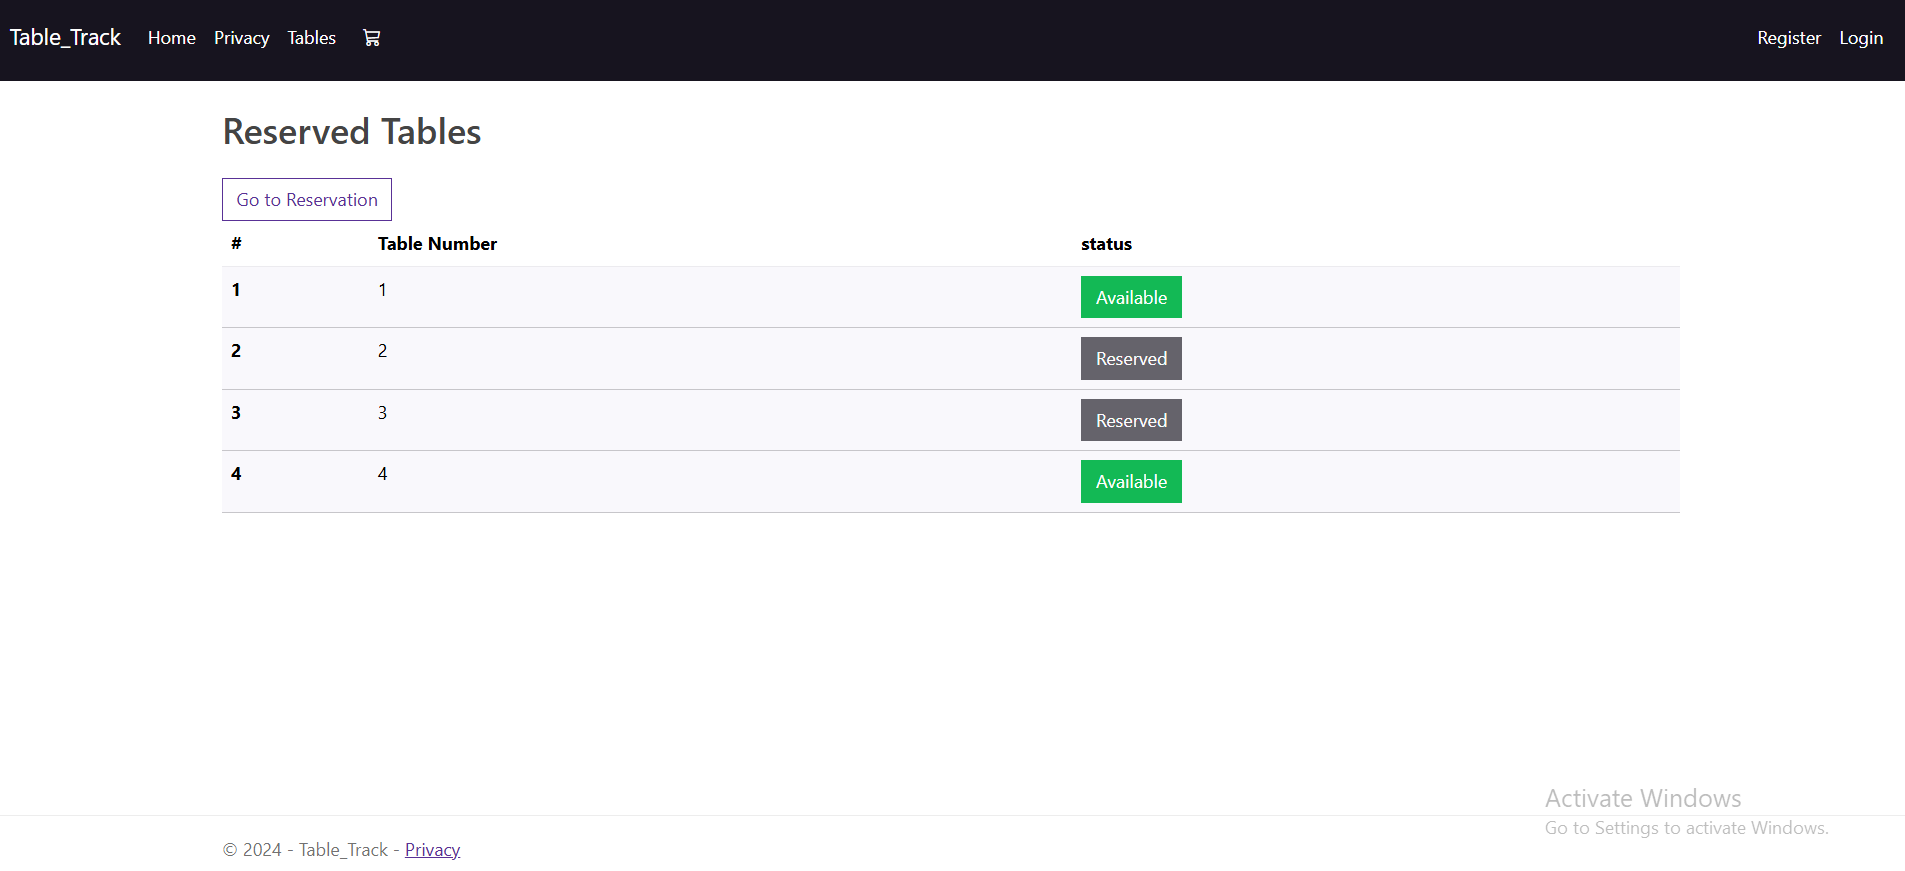 Table_Track Home Privacy Tables Register Login
Reserved Tables
Go to Reservation
# Table Number status
1 1 Available
2 2 Reserved
3 3 Reserved
4 4 Available
Activate Windows
Go to Settings to activate Windows.
© 2024 - Table_Track - Privacy